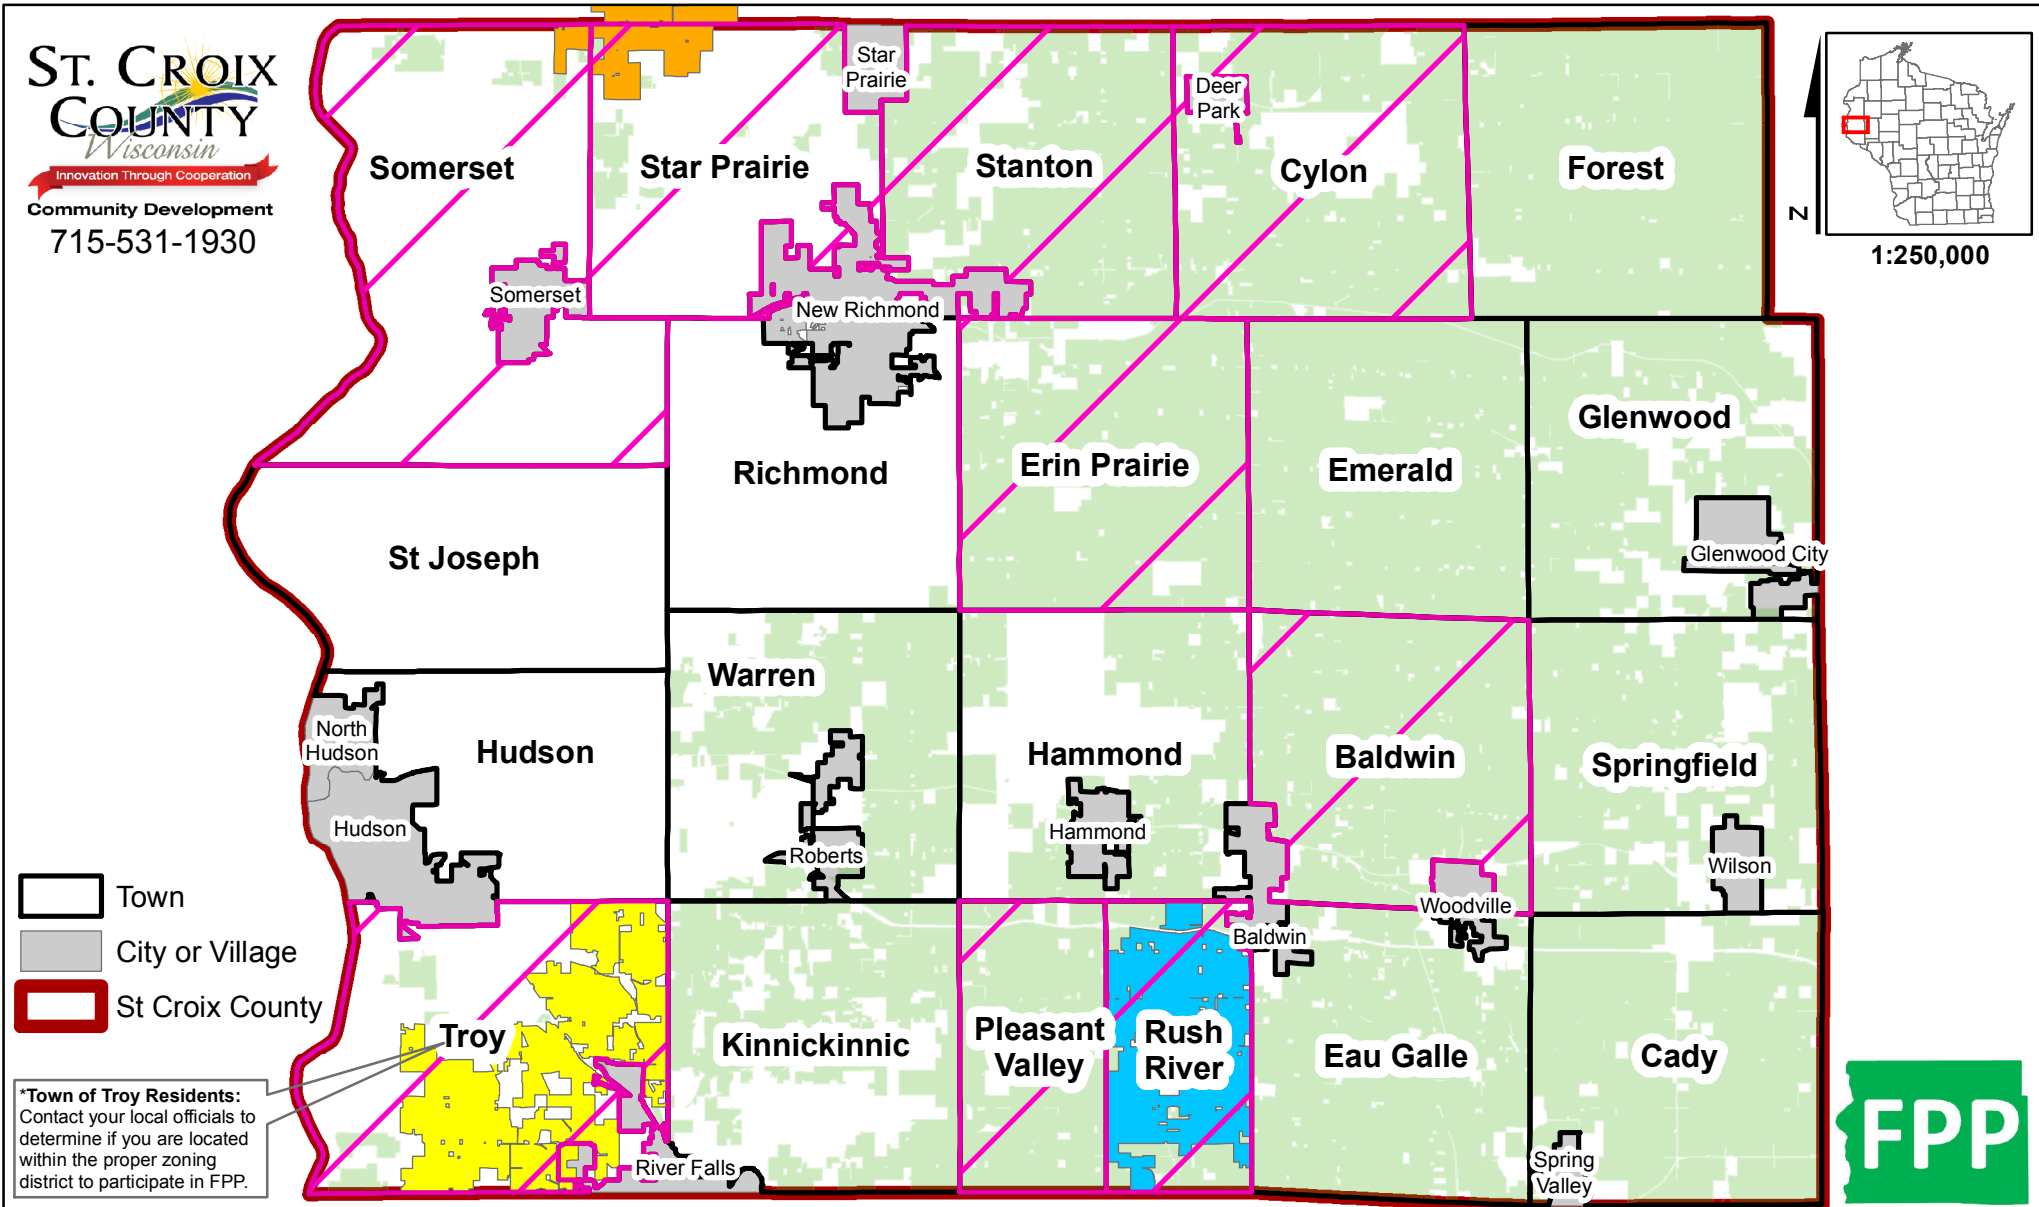 ST. CROIX
COUNTY
Wisconsin
Innovation Through Cooperation
Community Development
715-531-1930
Star
Prairie
Deer
Park
Somerset
Star Prairie
Stanton
Cylon
Forest
N
1:250,000
Somerset
New Richmond
Richmond
Erin Prairie
Emerald
Glenwood
Glenwood City
St Joseph
Warren
North
Hudson
Hudson
Hudson
Hammond
Baldwin
Springfield
Hammond
Roberts
Wilson
Woodville
Baldwin
Town
City or Village
St Croix County
Troy
Kinnickinnic
Pleasant
Valley
Rush
River
Eau Galle
Cady
*Town of Troy Residents:
Contact your local officials to
determine if you are located
within the proper zoning
district to participate in FPP.
River Falls
Spring
Valley
FPP